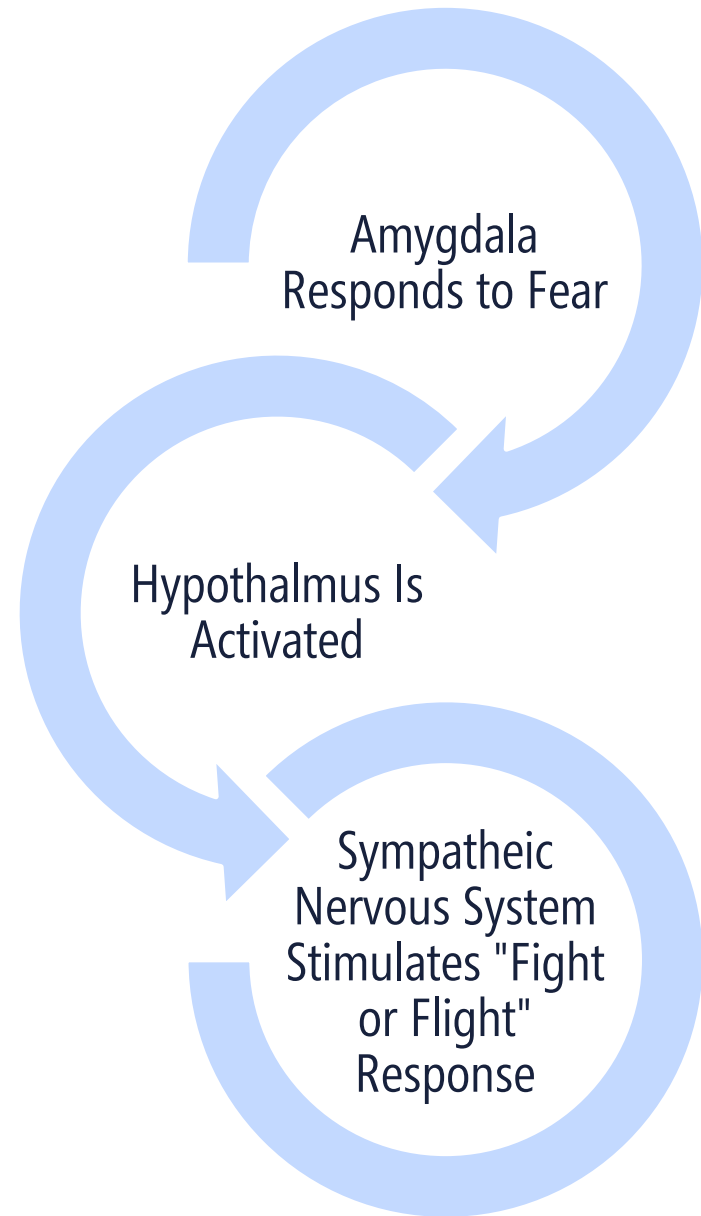 Amygdala
Responds to Fear
Hypothalmus Is
Activated
Sympatheic
Nervous System
Stimulates "Fight
or Flight"
Response